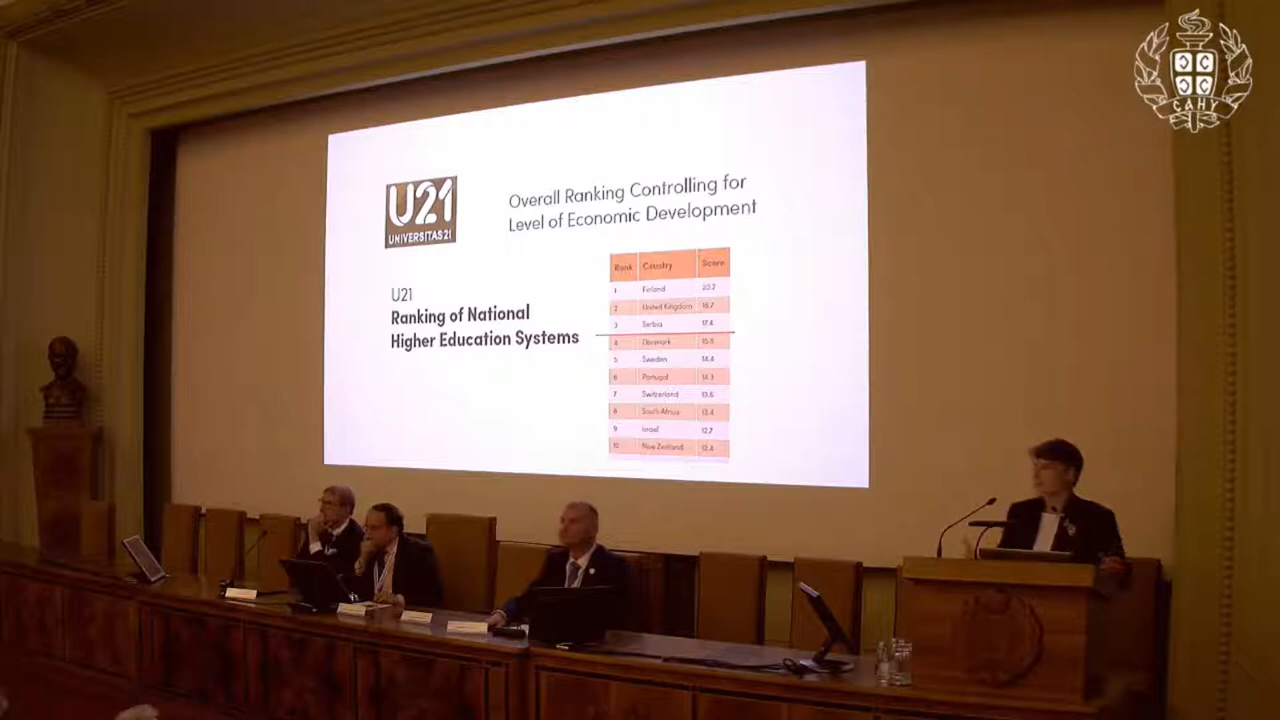 САНУ
U21
UNIVERSITAS21
Overall Ranking Controlling for
Level of Economic Development
U21
Ranking of National
Higher Education Systems
Rank Country Score
1 Finland 20.2
2 United Kingdom 18.7
3 Serbia 17.4
4 Denmark 15.5
5 Sweden 14.4
6 Portugal 14.3
7 Switzerland 13.6
8 South Africa 13.4
9 Israel 12.7
10 New Zealand 12.4